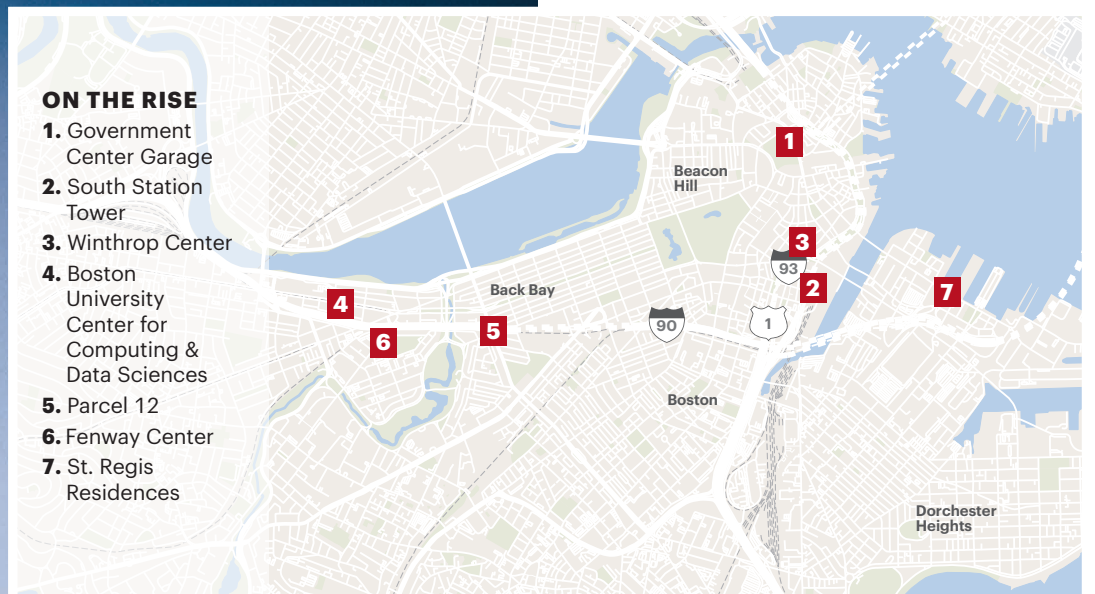 ON THE RISE
1. Government
Center Garage
2. South Station
Tower
3. Winthrop Center
4. Boston
University
Center for
Computing &
Data Sciences
5. Parcel 12
6. Fenway Center
7. St. Regis
Residences
1
Beacon
Hill
3
93
2
7
Back Bay
4
5
90
1
6
Boston
Dorchester
Heights